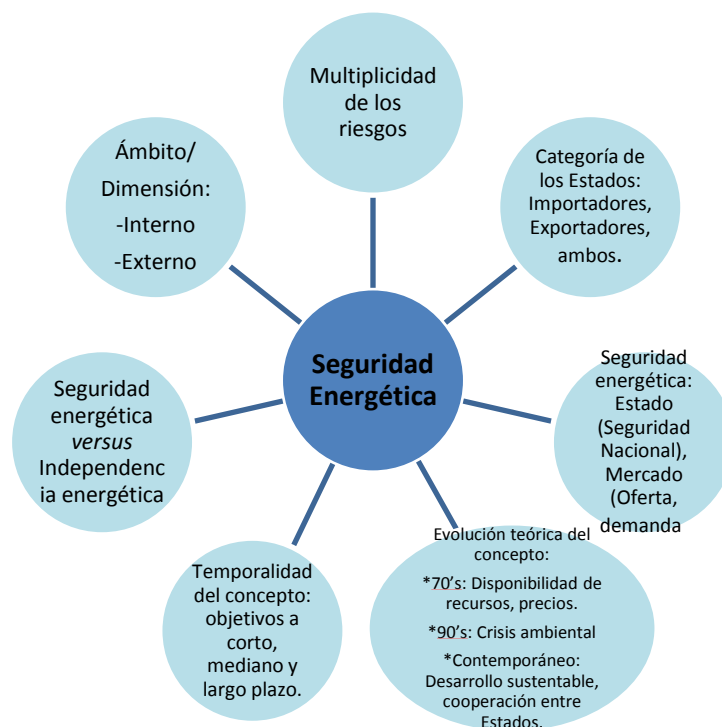 Multiplicidad
de los
riesgos
Categoría de
los Estados:
Importadores,
Exportadores,
ambos.
Seguridad
energética:
Estado
(Seguridad
Nacional),
Mercado
(Oferta,
demanda
Evolución teórica del
concepto:
*70's: Disponibilidad de
recursos, precios.
*90's: Crisis ambiental
*Contemporáneo:
Desarrollo sustentable,
cooperación entre
Estados.
Temporalidad
del concepto:
objetivos a
corto,
mediano y
largo plazo.
Seguridad
energética
versus
Independenc
ia energética
Ámbito/
Dimensión:
-Interno
-Externo
Seguridad
Energética